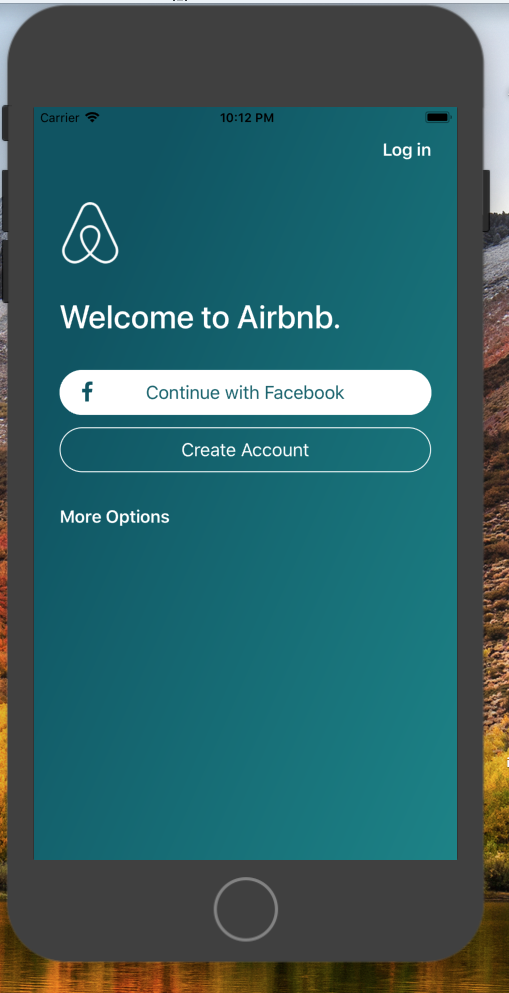 Carrier 10:12 PM
Log in
Welcome to Airbnb.
Continue with Facebook
Create Account
More Options